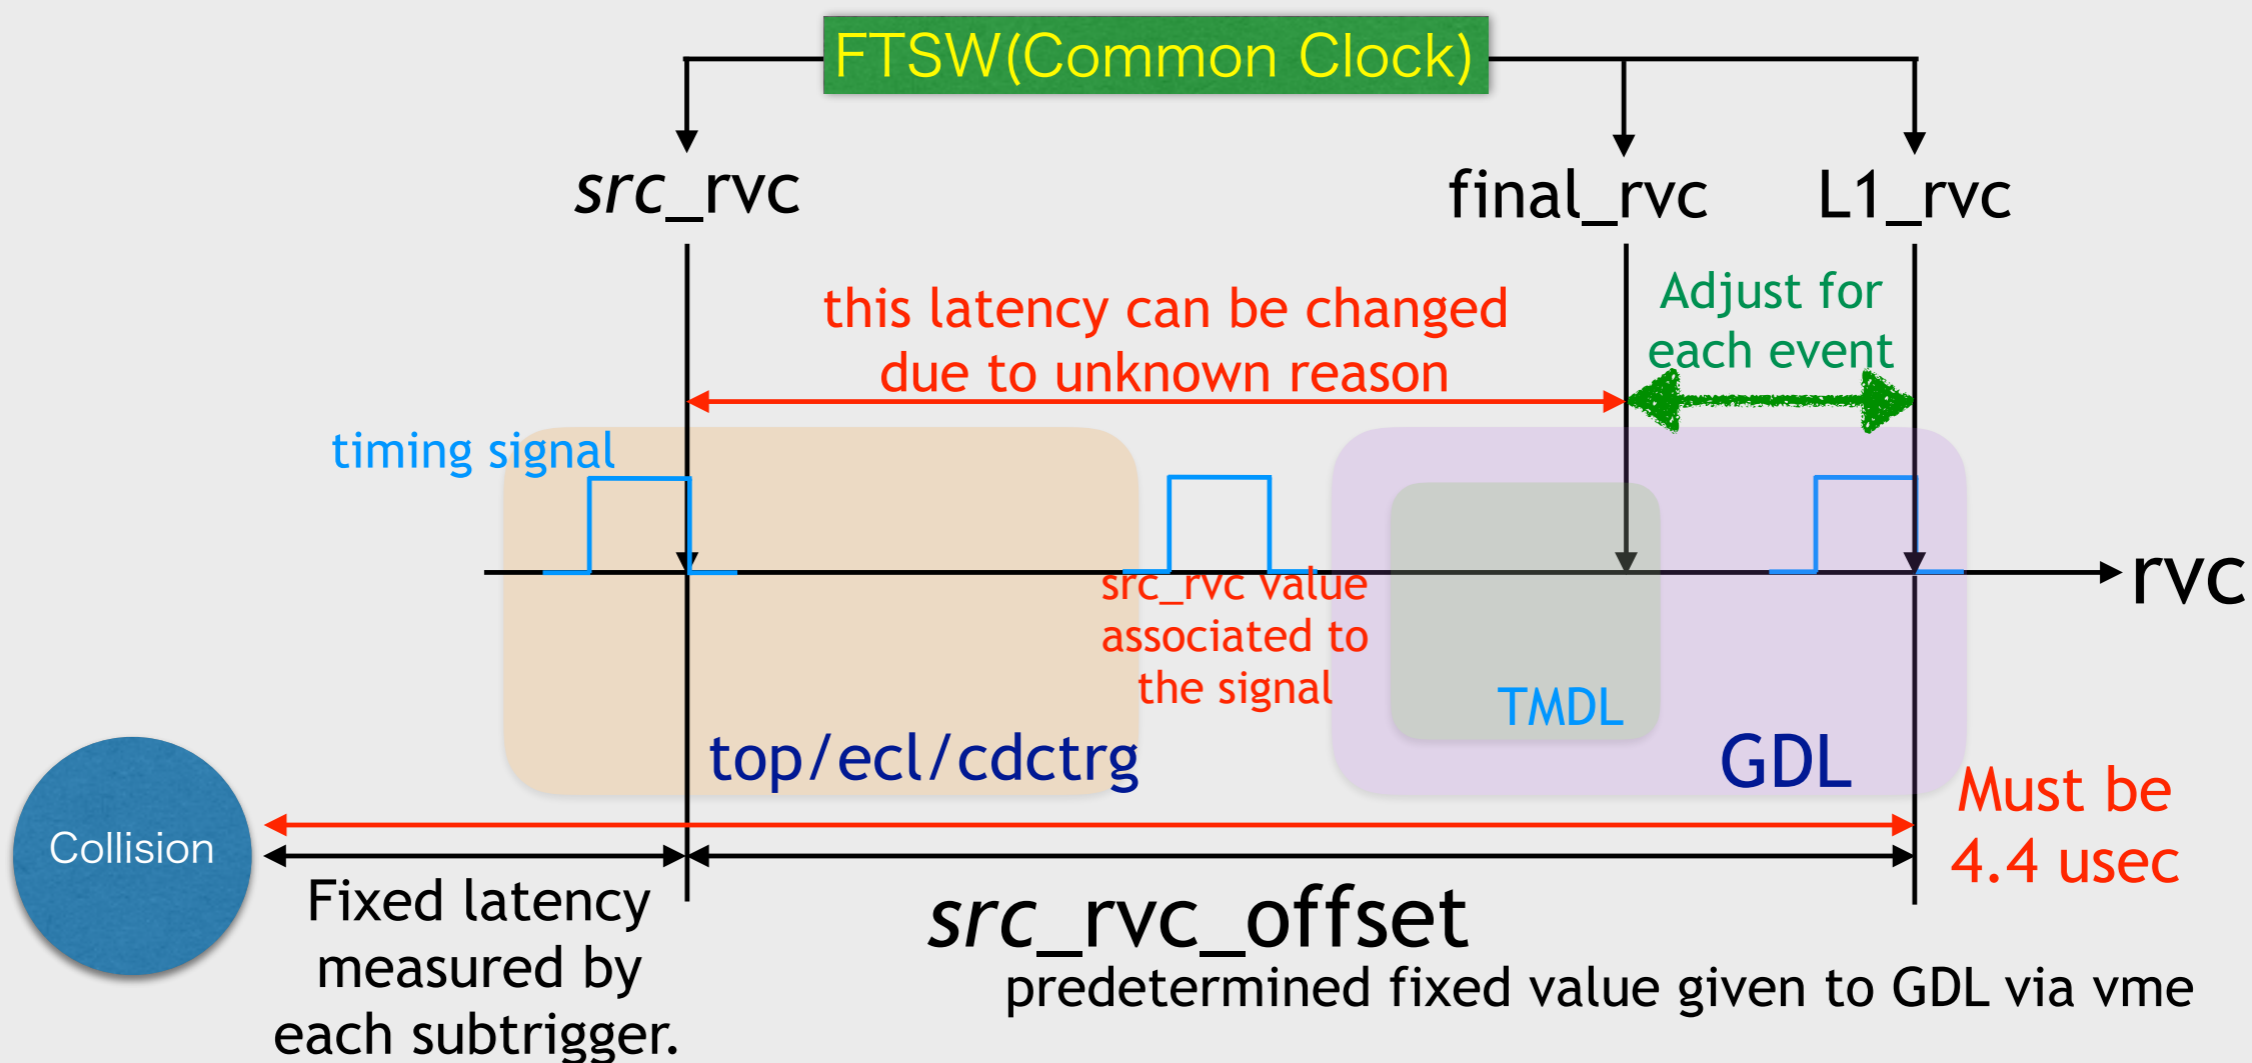 FTSW(Common Clock)
src_rvc
final_rvc
L1_rvc
this latency can be changed
due to unknown reason
Adjust for
each event
timing signal
rvc
src_rvc value
associated to
the signal
TMDL
top/ecl/cdctrg
GDL
Must be
4.4 usec
Collision
Fixed latency
measured by
each subtrigger.
src_rvc_offset
predetermined fixed value given to GDL via vme